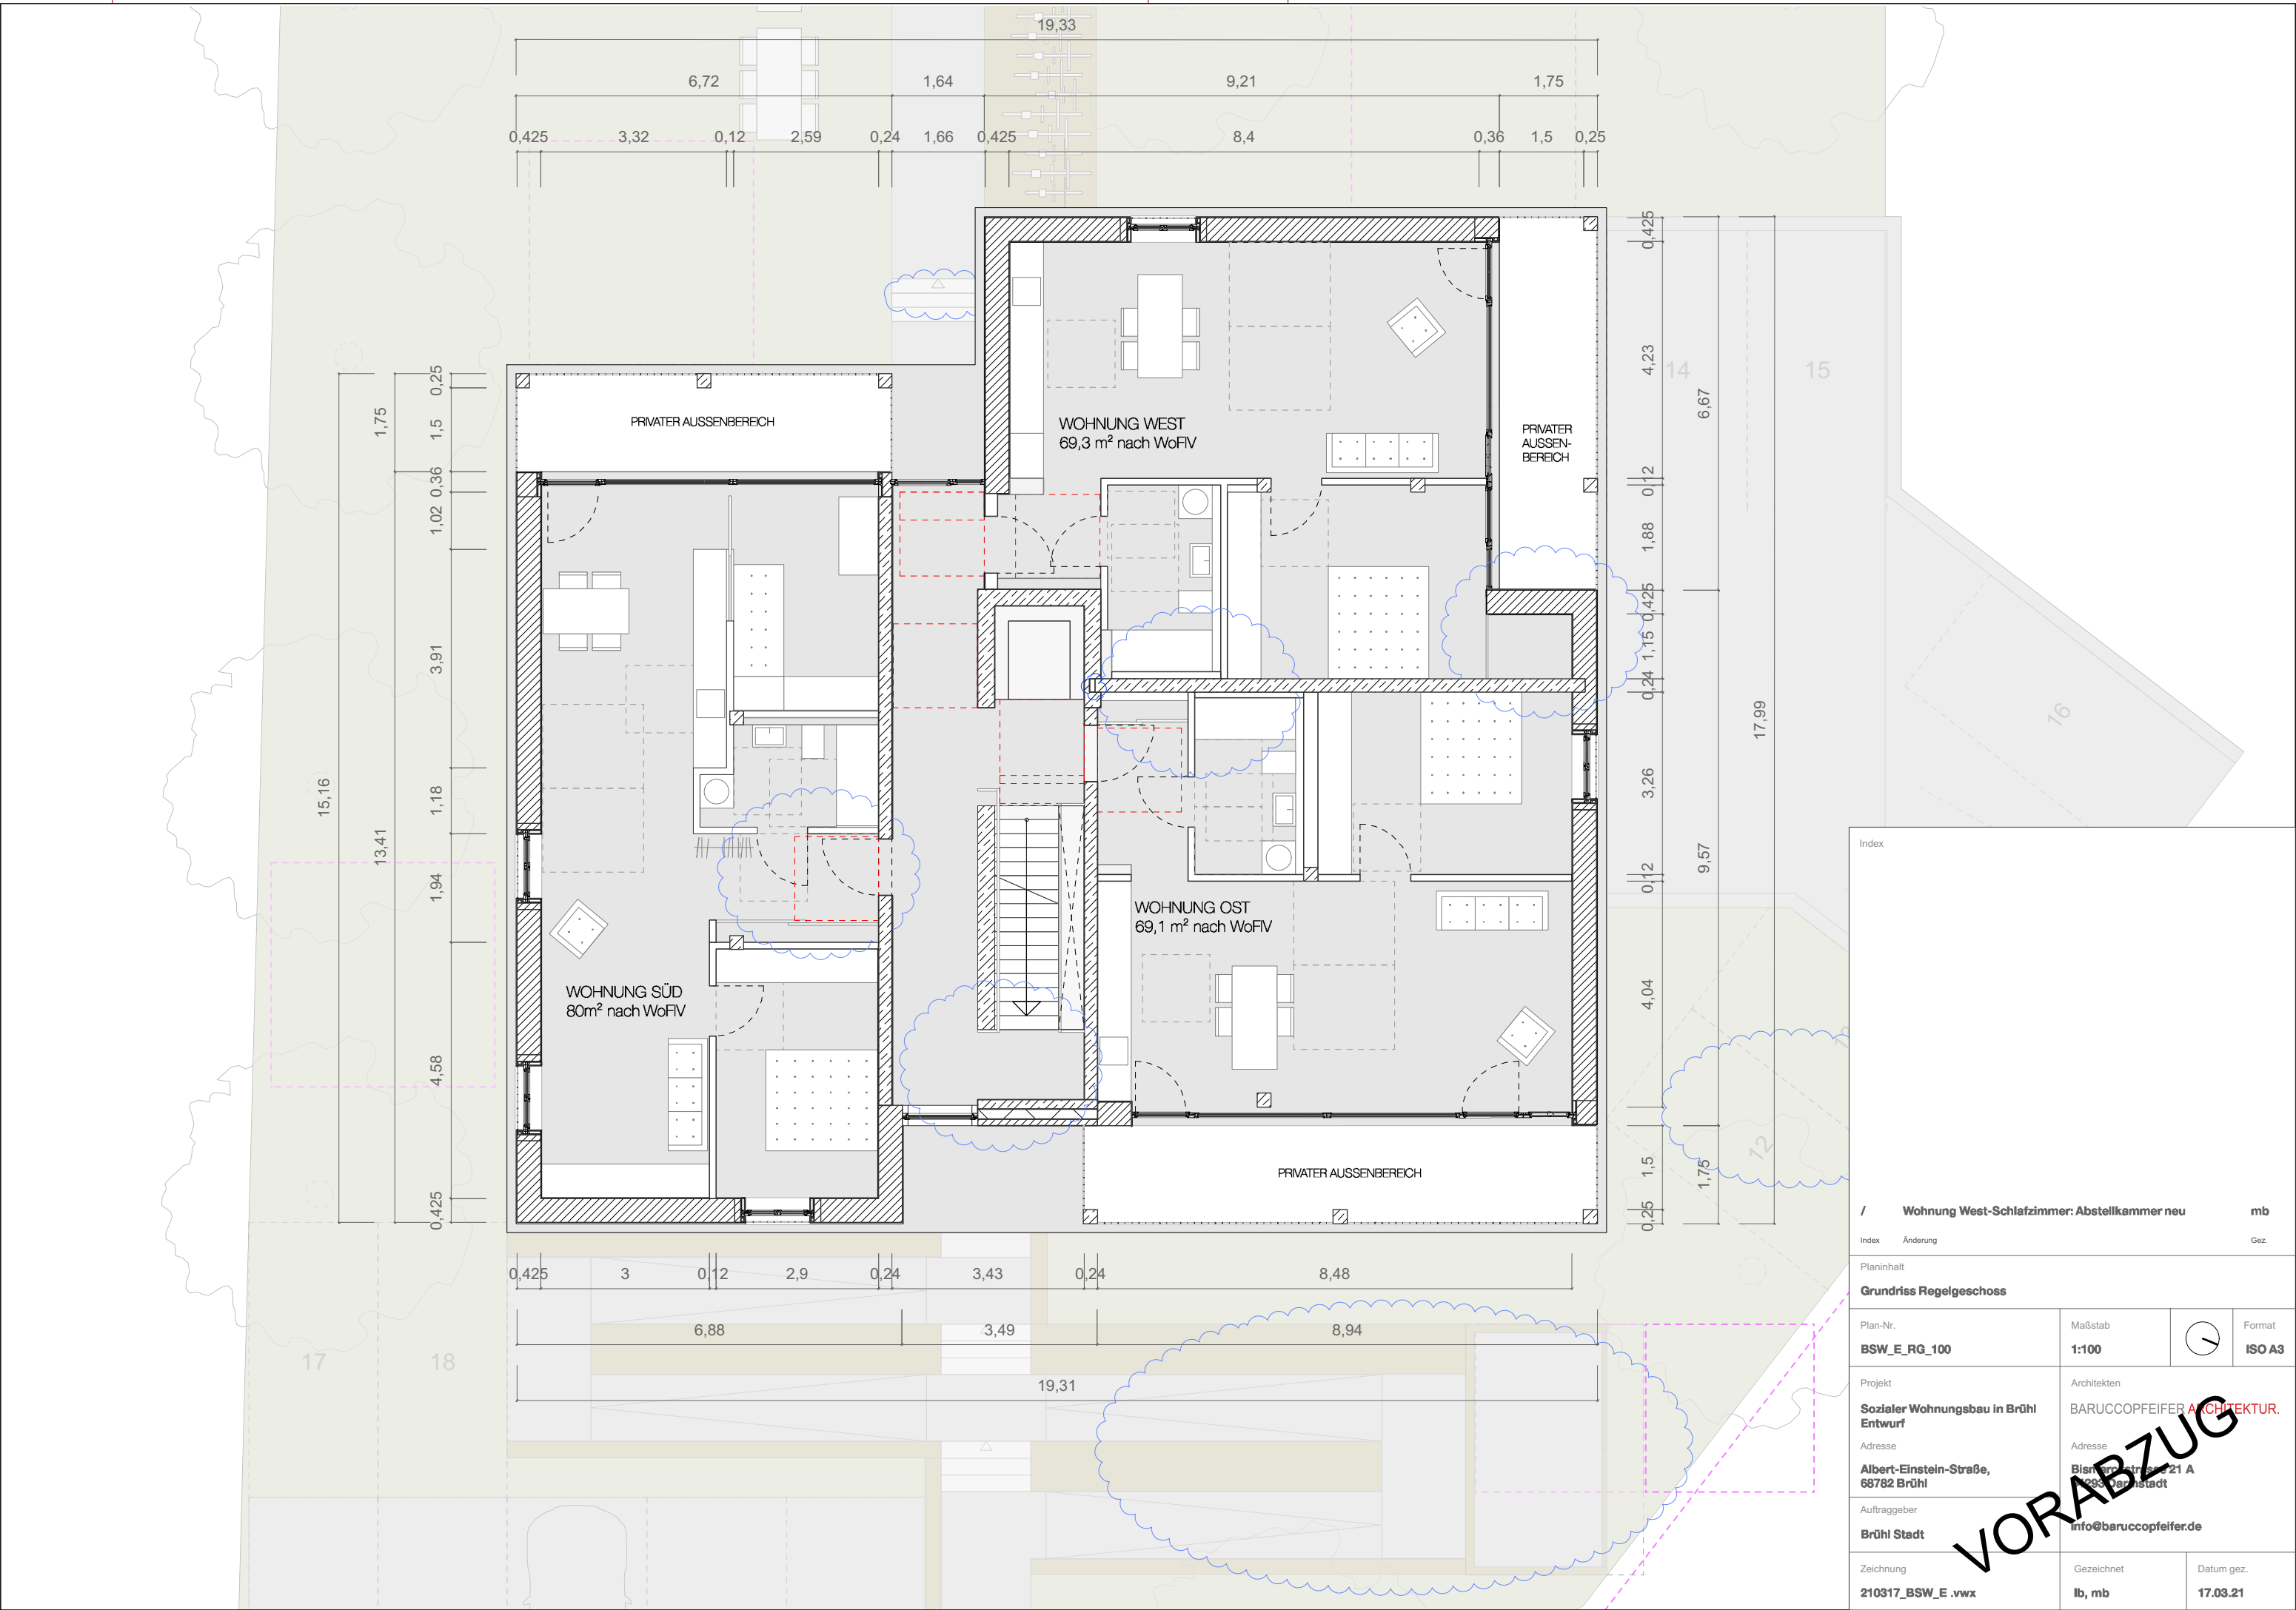 19,33
6,72
1,64
9,21
1,75
0,425
3,32
0,12
2,59
0,24
1,66
0,425
8,4
0,36
1,5
0,25
0,25
1,5
0,36
1,02
3,91
1,18
1,94
4,58
0,425
1,75
13,41
15,16
PRIVATER AUSSENBEREICH
WOHNUNG WEST
69,3 m² nach WoFIV
PRIVATER
AUSSEN-
BEREICH
WOHNUNG SÜD
80m² nach WoFIV
WOHNUNG OST
69,1 m² nach WoFIV
PRIVATER AUSSENBEREICH
0,425
4,23
0,12
1,88
0,425
1,15
0,24
3,26
0,12
4,04
1,5
0,25
6,67
9,57
1,75
17,99
14
15
16
12
17
18
0,425
3
0,12
2,9
0,24
3,43
0,24
8,48
6,88
3,49
8,94
19,31
Index
/ Wohnung West-Schlafzimmer: Abstellkammer neu mb
Index Änderung Gez.
Planinhalt
Grundriss Regelgeschoss
Plan-Nr. Maßstab Format
BSW_E_RG_100 1:100 ISO A3
Projekt
Sozialer Wohnungsbau in Brühl
Entwurf
Adresse
Albert-Einstein-Straße,
68782 Brühl
Auftraggeber
Brühl Stadt
Architekten
BARUCCOPFEIFER ARCHITEKTUR.
Adresse
21 A
info@baruccopfeifer.de
VORABZUG
Zeichnung Gezeichnet Datum gez.
210317_BSW_E .vwx lb, mb 17.03.21